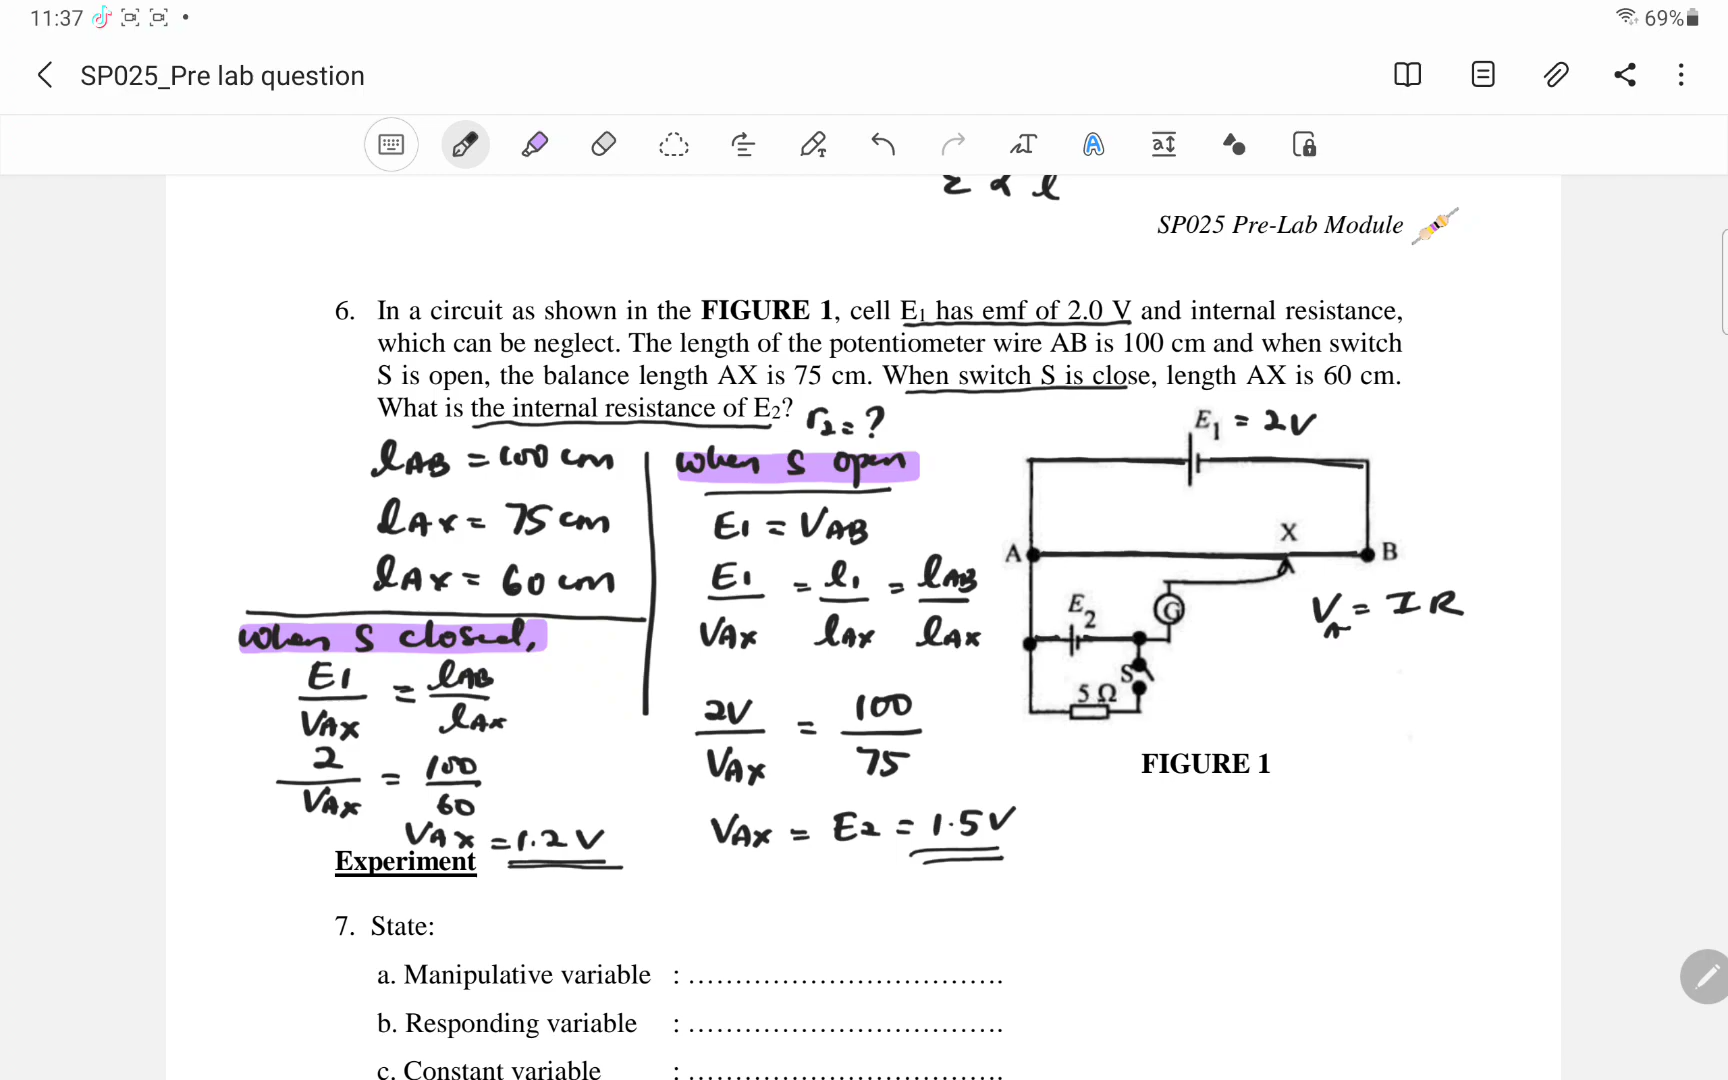 11:37
69%
SP025_Pre lab question
Σ α l
SP025 Pre-Lab Module
6. In a circuit as shown in the FIGURE 1, cell E1 has emf of 2.0 V and internal resistance,
which can be neglect. The length of the potentiometer wire AB is 100 cm and when switch
S is open, the balance length AX is 75 cm. When switch S is close, length AX is 60 cm.
What is the internal resistance of E2?
r2 = ?
lAB = 100 cm
lAX = 75 cm
lAX = 60 cm
when S closed,
E1/VAX = lAB/lAX
2/VAX = 100/60
VAX = 1.2 V
when S open
E1 = VAB
E1/VAX = l1/lAX = lAB/lAX
2V/VAX = 100/75
VAX = E2 = 1.5V
E1 = 2V
X
A
B
E2
G
S
5 Ω
V = IR
FIGURE 1
Experiment
7. State:
a. Manipulative variable : .................................
b. Responding variable : .................................
c. Constant variable : .................................